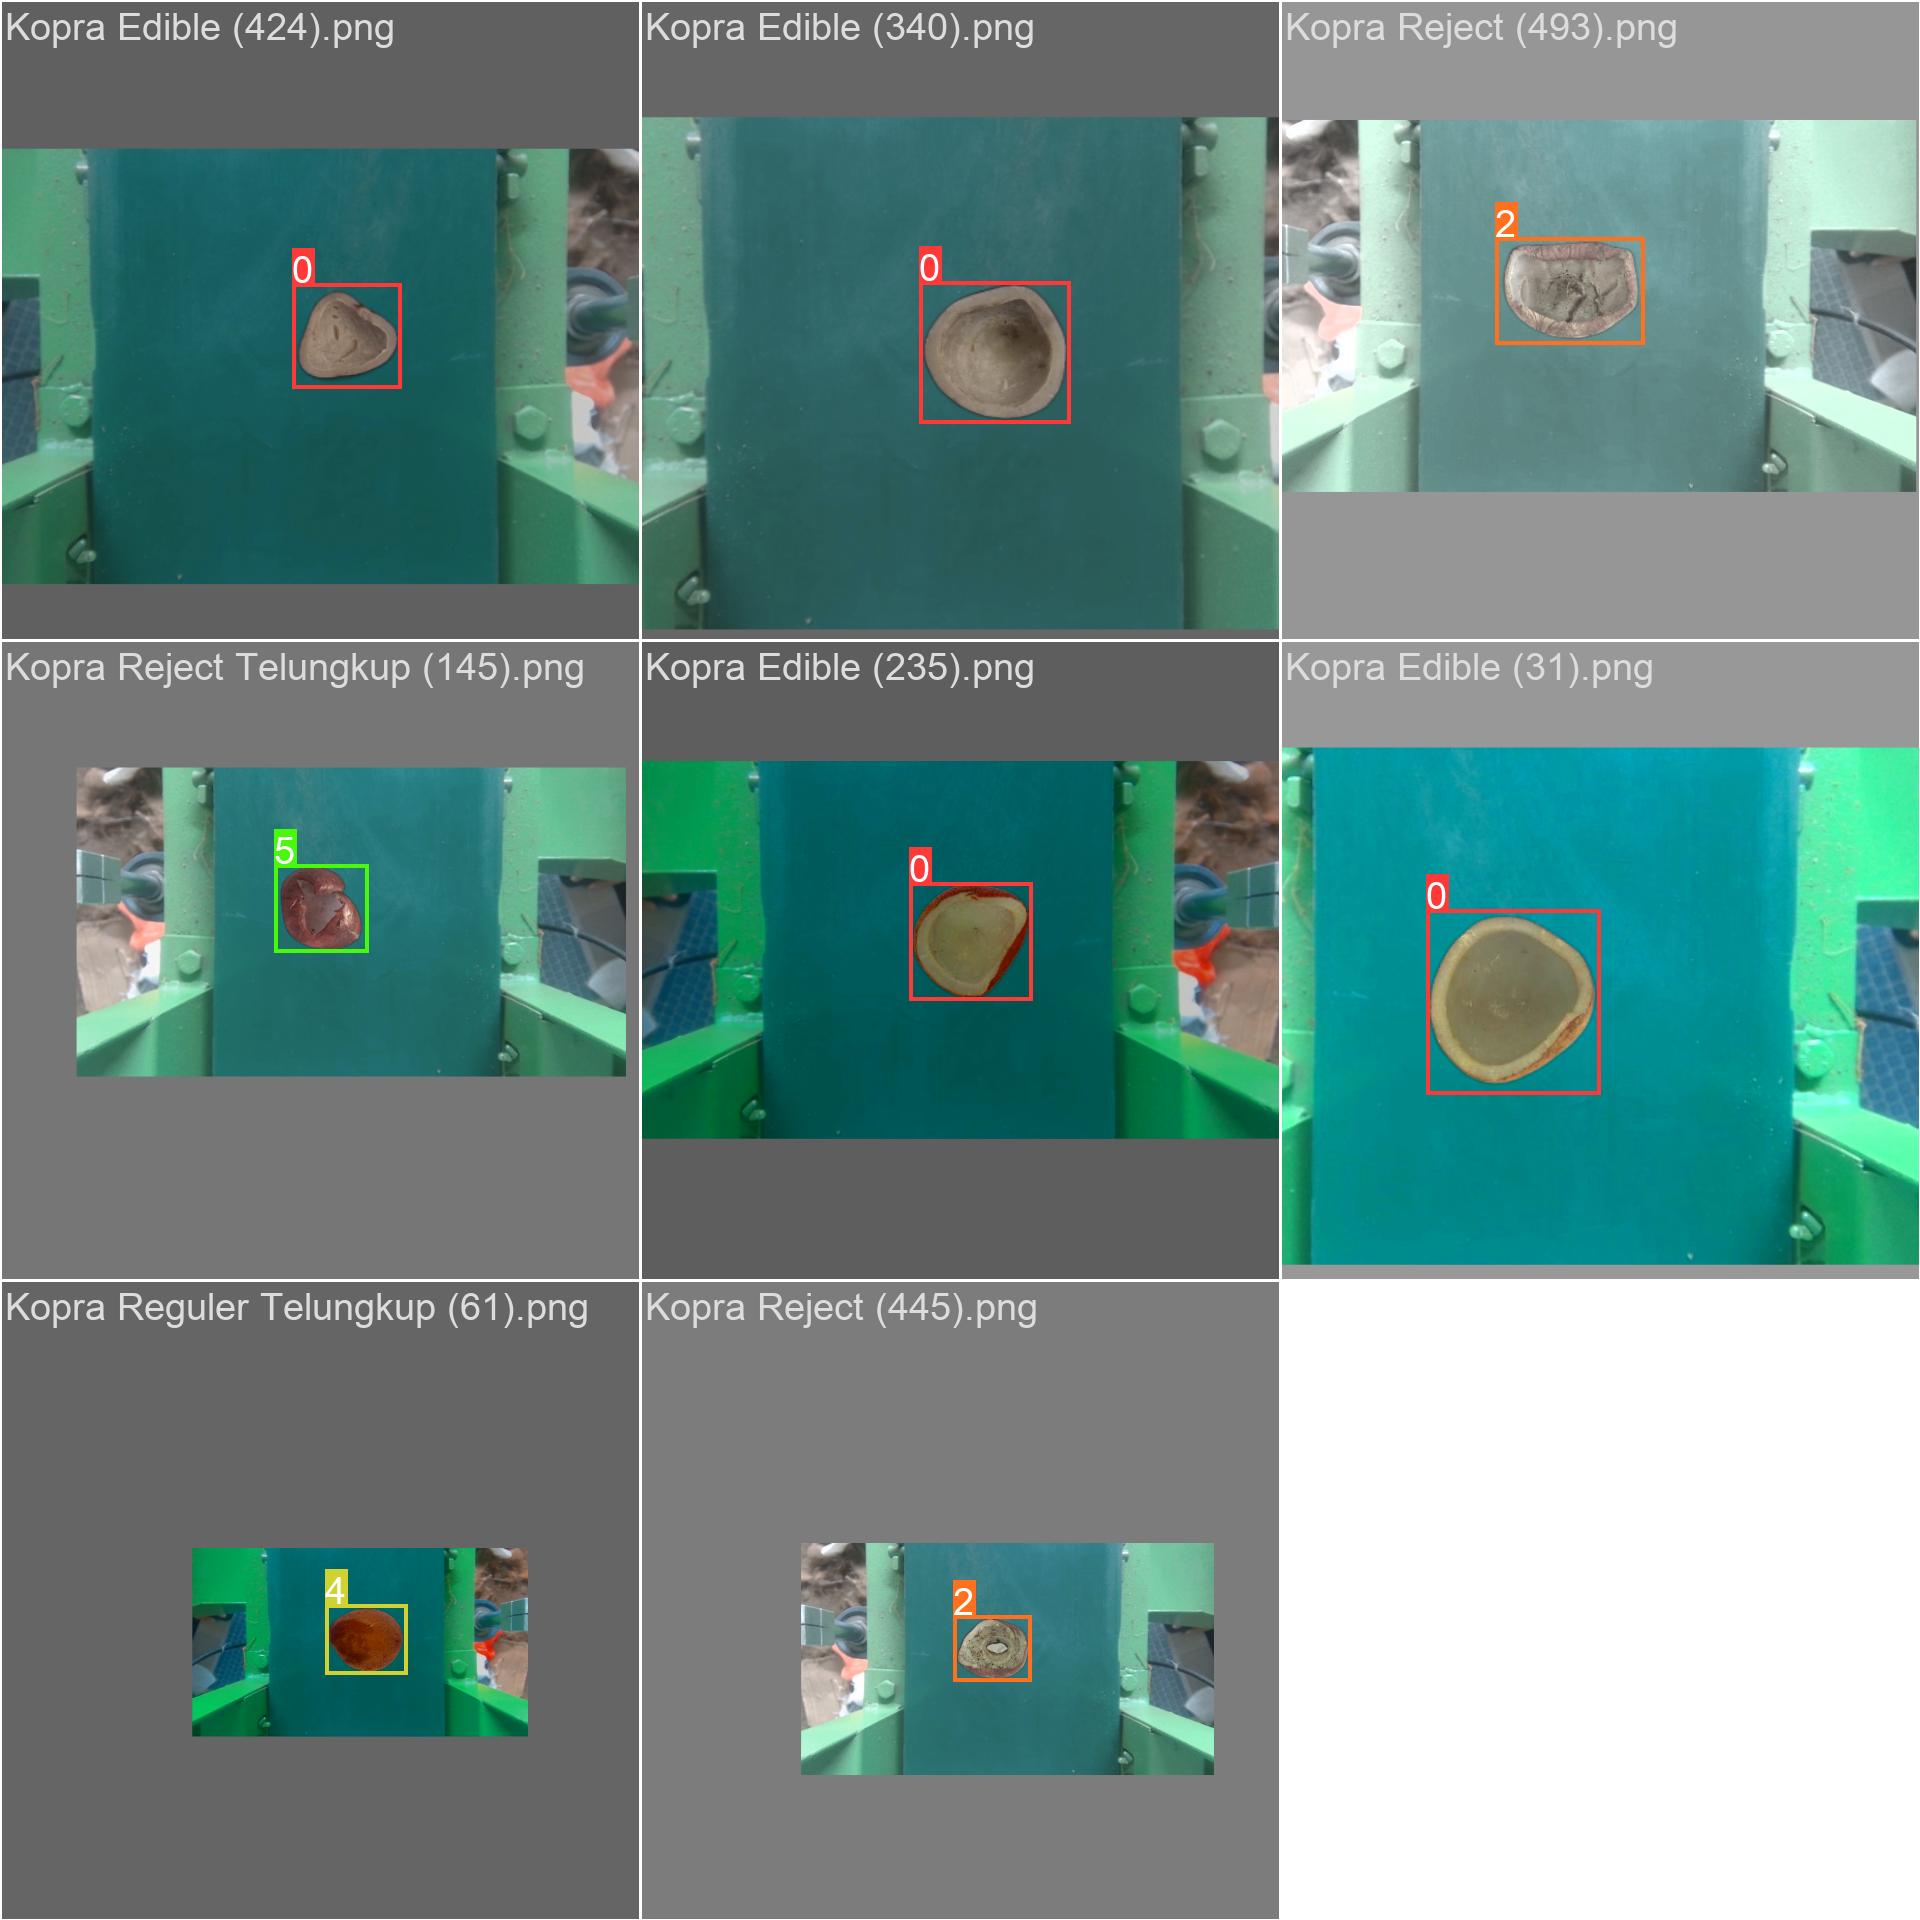 Kopra Edible (424).png
0
Kopra Edible (340).png
0
Kopra Reject (493).png
2
Kopra Reject Telungkup (145).png
5
Kopra Edible (235).png
0
Kopra Edible (31).png
0
Kopra Reguler Telungkup (61).png
4
Kopra Reject (445).png
2